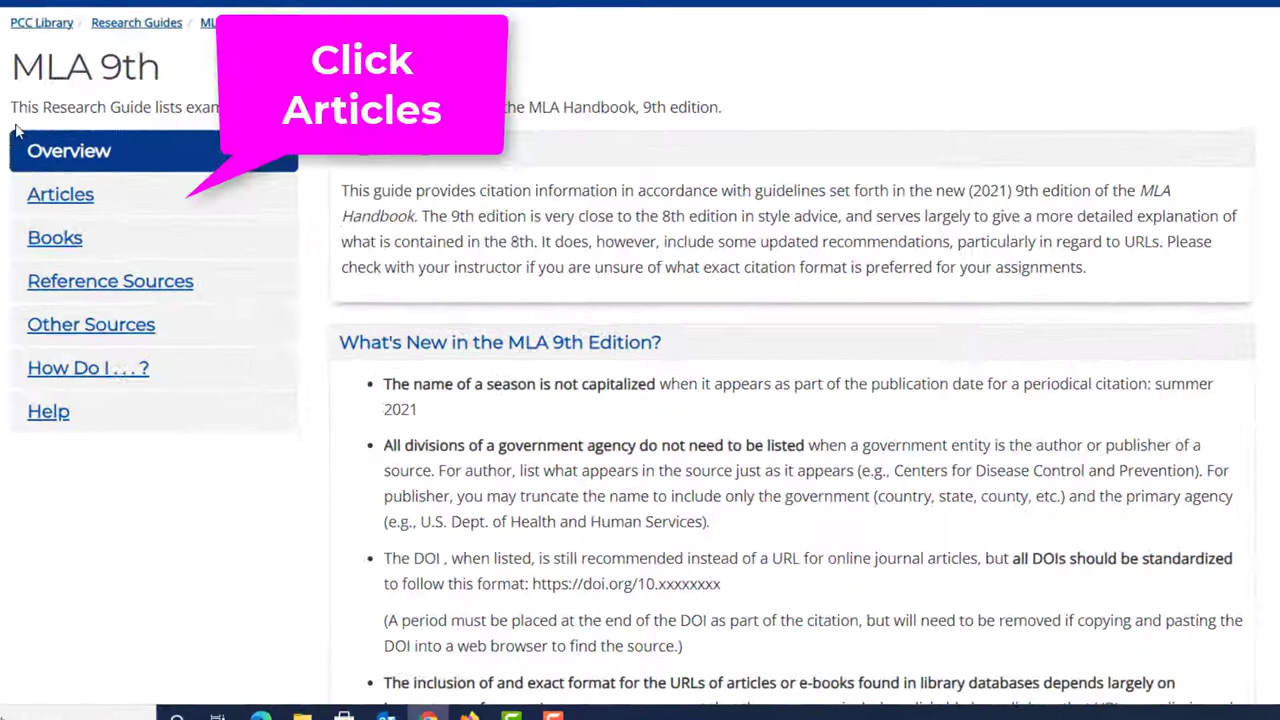 PCC Library / Research Guides / ML
Click
Articles
MLA 9th
This Research Guide lists exam the MLA Handbook, 9th edition.
Overview
Articles
Books
Reference Sources
Other Sources
How Do I . . . ?
Help
This guide provides citation information in accordance with guidelines set forth in the new (2021) 9th edition of the MLA
Handbook. The 9th edition is very close to the 8th edition in style advice, and serves largely to give a more detailed explanation of
what is contained in the 8th. It does, however, include some updated recommendations, particularly in regard to URLs. Please
check with your instructor if you are unsure of what exact citation format is preferred for your assignments.
What's New in the MLA 9th Edition?
• The name of a season is not capitalized when it appears as part of the publication date for a periodical citation: summer
2021
• All divisions of a government agency do not need to be listed when a government entity is the author or publisher of a
source. For author, list what appears in the source just as it appears (e.g., Centers for Disease Control and Prevention). For
publisher, you may truncate the name to include only the government (country, state, county, etc.) and the primary agency
(e.g., U.S. Dept. of Health and Human Services).
• The DOI , when listed, is still recommended instead of a URL for online journal articles, but all DOIs should be standardized
to follow this format: https://doi.org/10.xxxxxxxx
(A period must be placed at the end of the DOI as part of the citation, but will need to be removed if copying and pasting the
DOI into a web browser to find the source.)
• The inclusion of and exact format for the URLs of articles or e-books found in library databases depends largely on